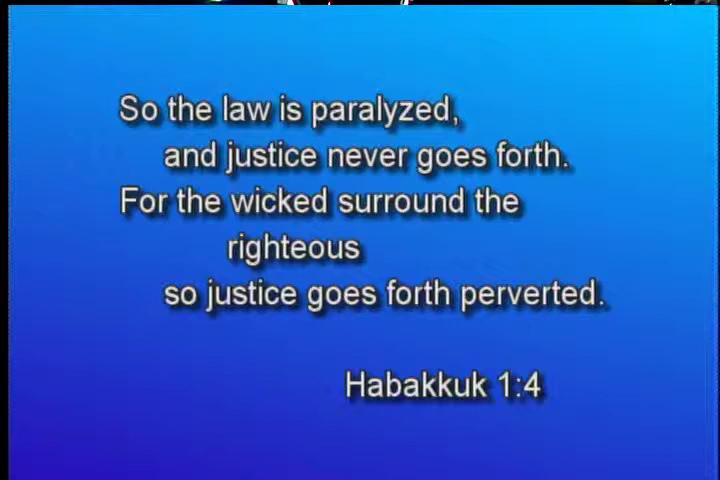 So the law is paralyzed,
and justice never goes forth.
For the wicked surround the
righteous
so justice goes forth perverted.
Habakkuk 1:4